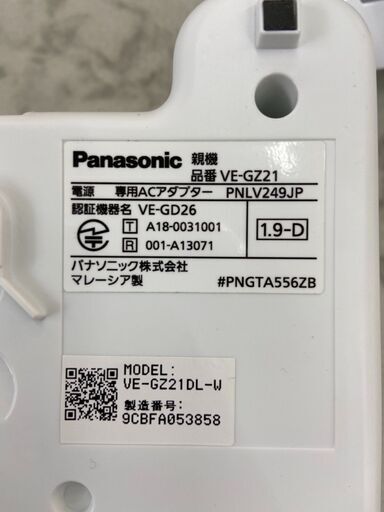 Panasonic 親機
品番 VE-GZ21
電源 専用ACアダプター PNLV249JP
認証機器名 VE-GD26
T A18-0031001
R 001-A13071
1.9-D
パナソニック株式会社
マレーシア製 #PNGTA556ZB
MODEL:
VE-GZ21DL-W
製造番号:
9CBFA053858